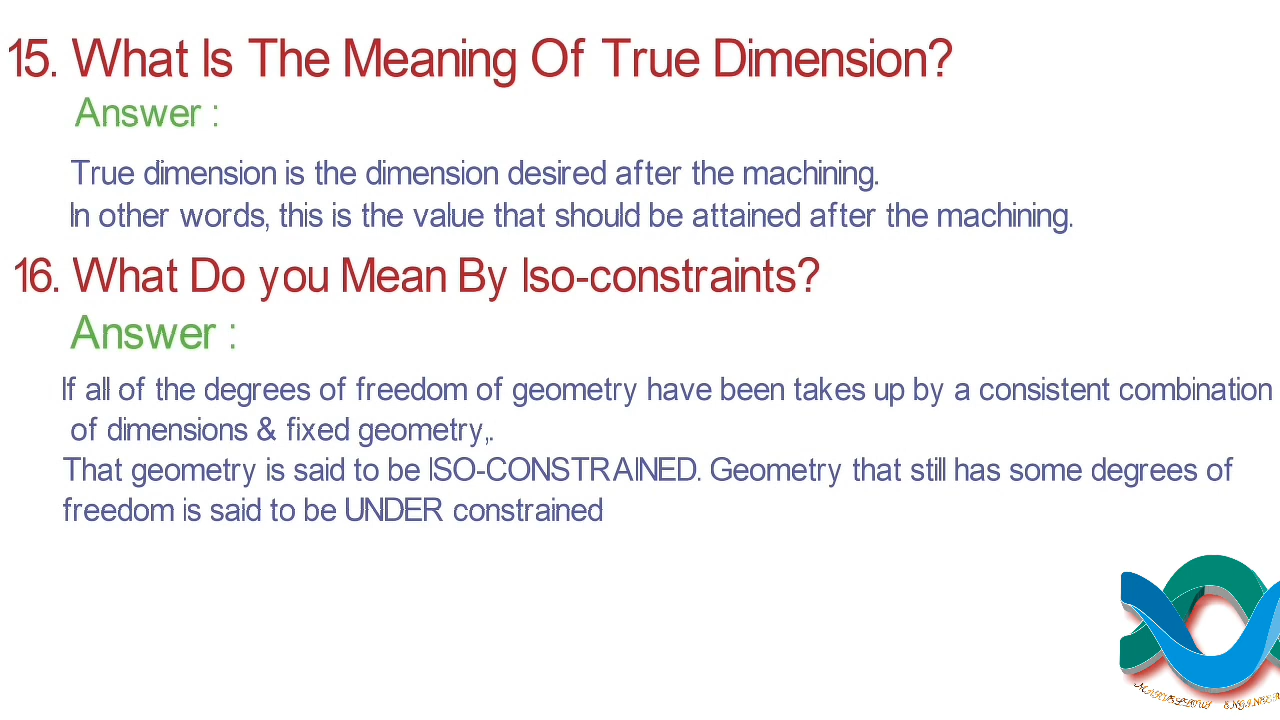 15. What Is The Meaning Of True Dimension?
Answer :
True dimension is the dimension desired after the machining.
In other words, this is the value that should be attained after the machining.
16. What Do you Mean By Iso-constraints?
Answer :
If all of the degrees of freedom of geometry have been takes up by a consistent combination
of dimensions & fixed geometry,.
That geometry is said to be ISO-CONSTRAINED. Geometry that still has some degrees of
freedom is said to be UNDER constrained